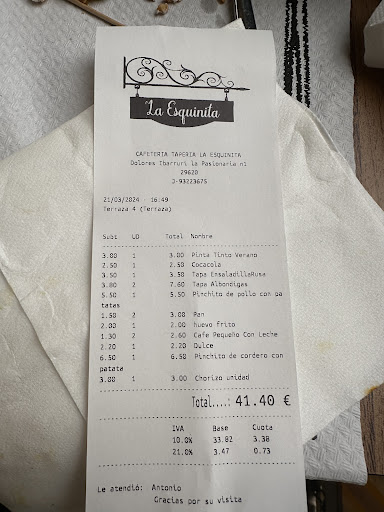 La Esquinita
CAFETERIA TAPERIA LA ESQUINITA
Dolores Ibarruri la Pasionaria n1
29620
J-93223675
21/03/2024 - 16:49
Terraza 4 (Terraza)
Subt UD Total Nombre
3.00 1 3.00 Pinta Tinto Verano
2.50 1 2.50 Cocacola
3.50 1 3.50 Tapa EnsaladillaRusa
3.80 2 7.60 Tapa Albondigas
5.50 1 5.50 Pinchito de pollo con pa
tatas
1.50 2 3.00 Pan
2.00 1 2.00 huevo frito
1.30 2 2.60 Cafe Pequeño Con Leche
2.20 1 2.20 Dulce
6.50 1 6.50 Pinchito de cordero con
patata
3.00 1 3.00 Chorizo unidad
Total....: 41.40 €
IVA Base Cuota
10.0% 33.82 3.38
21.0% 3.47 0.73
Le atendió: Antonio
Gracias por su visita